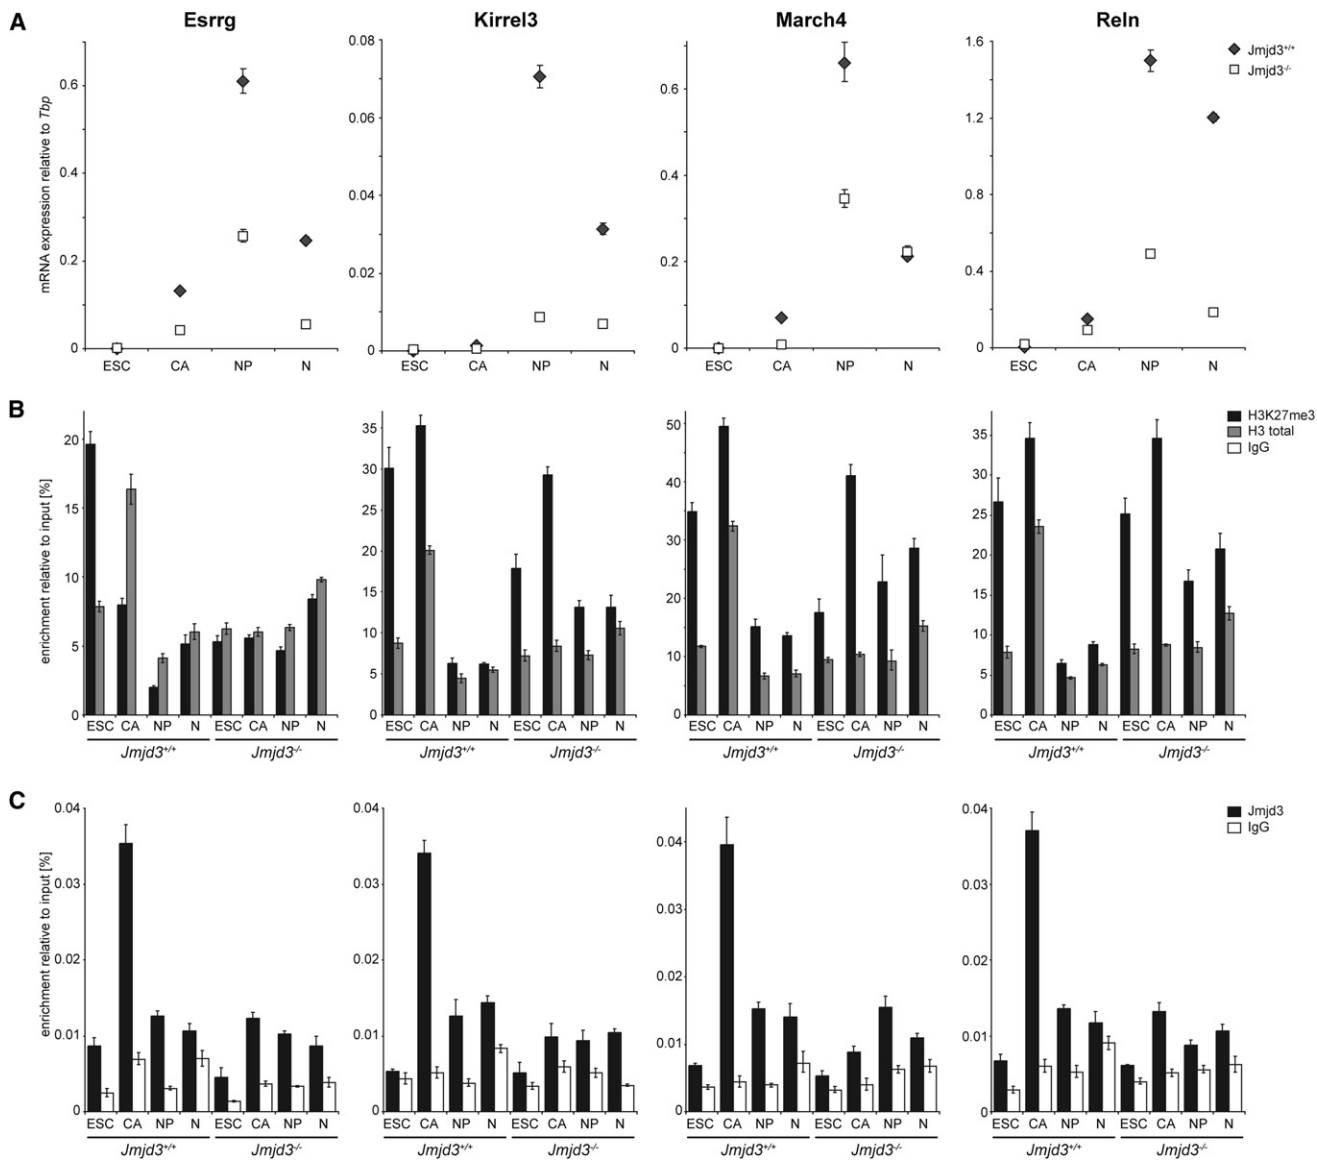 A
Esrrg
Kirrel3
March4
Reln
mRNA expression relative to Tbp
0.6
0.4
0.2
0
ESC CA NP N
0.08
0.06
0.04
0.02
0
ESC CA NP N
0.6
0.4
0.2
0
ESC CA NP N
1.6
1.2
0.8
0.4
0
ESC CA NP N
Jmjd3+/+
Jmjd3-/-
B
enrichment relative to input [%]
20
15
10
5
0
ESC CA NP N ESC CA NP N
Jmjd3+/+ Jmjd3-/-
35
30
25
20
15
10
5
0
ESC CA NP N ESC CA NP N
Jmjd3+/+ Jmjd3-/-
50
40
30
20
10
0
ESC CA NP N ESC CA NP N
Jmjd3+/+ Jmjd3-/-
35
30
25
20
15
10
5
0
ESC CA NP N ESC CA NP N
Jmjd3+/+ Jmjd3-/-
H3K27me3
H3 total
IgG
C
enrichment relative to input [%]
0.04
0.03
0.02
0.01
0
ESC CA NP N ESC CA NP N
Jmjd3+/+ Jmjd3-/-
0.04
0.03
0.02
0.01
0
ESC CA NP N ESC CA NP N
Jmjd3+/+ Jmjd3-/-
0.04
0.03
0.02
0.01
0
ESC CA NP N ESC CA NP N
Jmjd3+/+ Jmjd3-/-
0.04
0.03
0.02
0.01
0
ESC CA NP N ESC CA NP N
Jmjd3+/+ Jmjd3-/-
Jmjd3
IgG